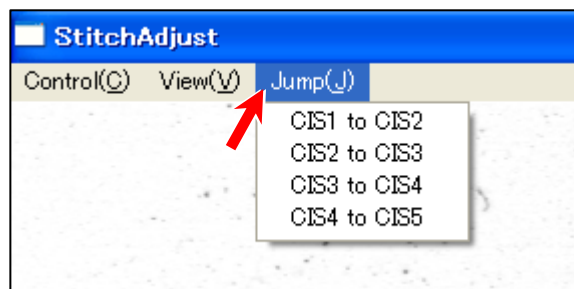 StitchAdjust
Control(C) View(V) Jump(J)
CIS1 to CIS2
CIS2 to CIS3
CIS3 to CIS4
CIS4 to CIS5